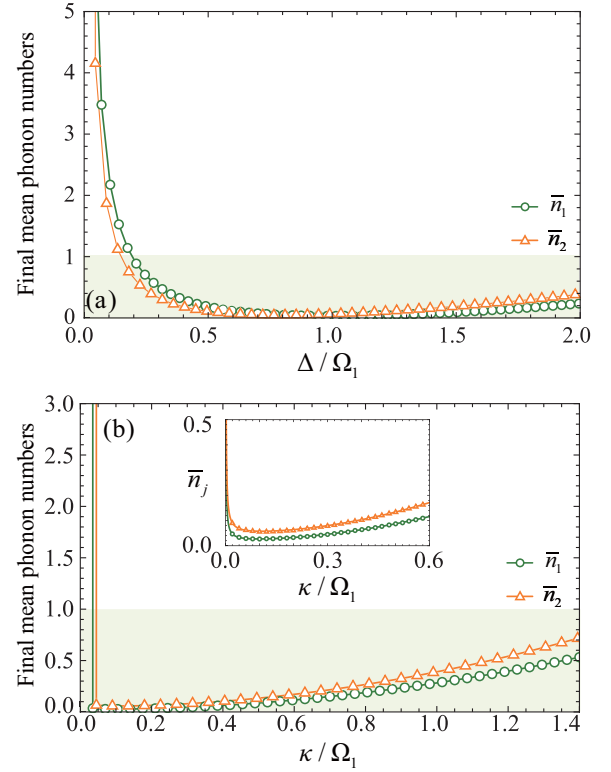 Final mean phonon numbers
5
4
3
2
1
0
n̅₁
n̅₂
(a)
0.0 0.5 1.0 1.5 2.0
Δ / Ω₁
Final mean phonon numbers
3.0
2.5
2.0
1.5
1.0
0.5
0.0
(b)
0.5
n̅ⱼ
0.0
0.0 0.3 0.6
κ / Ω₁
n̅₁
n̅₂
0.0 0.2 0.4 0.6 0.8 1.0 1.2 1.4
κ / Ω₁